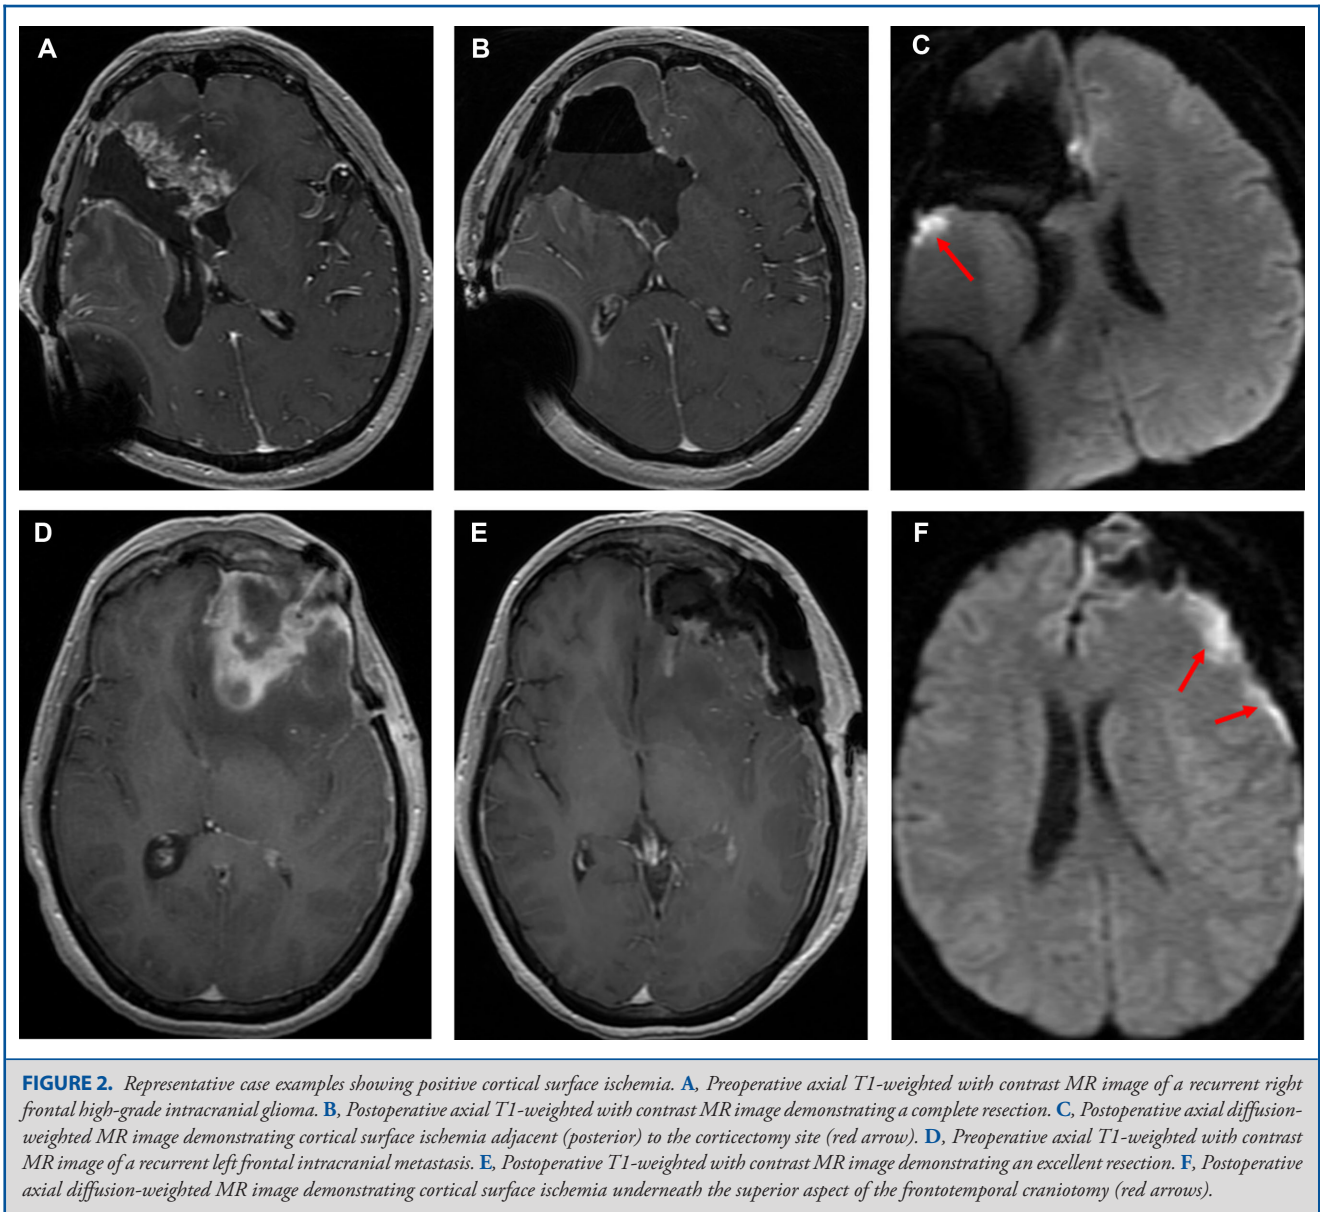 A
B
C
D
E
F
FIGURE 2. Representative case examples showing positive cortical surface ischemia. A, Preoperative axial T1-weighted with contrast MR image of a recurrent right
frontal high-grade intracranial glioma. B, Postoperative axial T1-weighted with contrast MR image demonstrating a complete resection. C, Postoperative axial diffusion-
weighted MR image demonstrating cortical surface ischemia adjacent (posterior) to the corticectomy site (red arrow). D, Preoperative axial T1-weighted with contrast
MR image of a recurrent left frontal intracranial metastasis. E, Postoperative T1-weighted with contrast MR image demonstrating an excellent resection. F, Postoperative
axial diffusion-weighted MR image demonstrating cortical surface ischemia underneath the superior aspect of the frontotemporal craniotomy (red arrows).